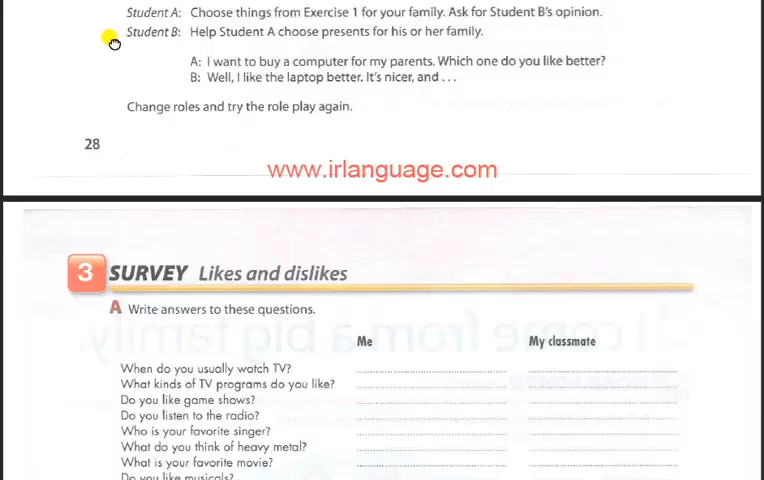 Student A: Choose things from Exercise 1 for your family. Ask for Student B's opinion.
Student B: Help Student A choose presents for his or her family.
A: I want to buy a computer for my parents. Which one do you like better?
B: Well, I like the laptop better. It's nicer, and . . .
Change roles and try the role play again.
28
www.irlanguage.com
3 SURVEY Likes and dislikes
A Write answers to these questions.
Me My classmate
When do you usually watch TV?
What kinds of TV programs do you like?
Do you like game shows?
Do you listen to the radio?
Who is your favorite singer?
What do you think of heavy metal?
What is your favorite movie?
Do you like musicals?